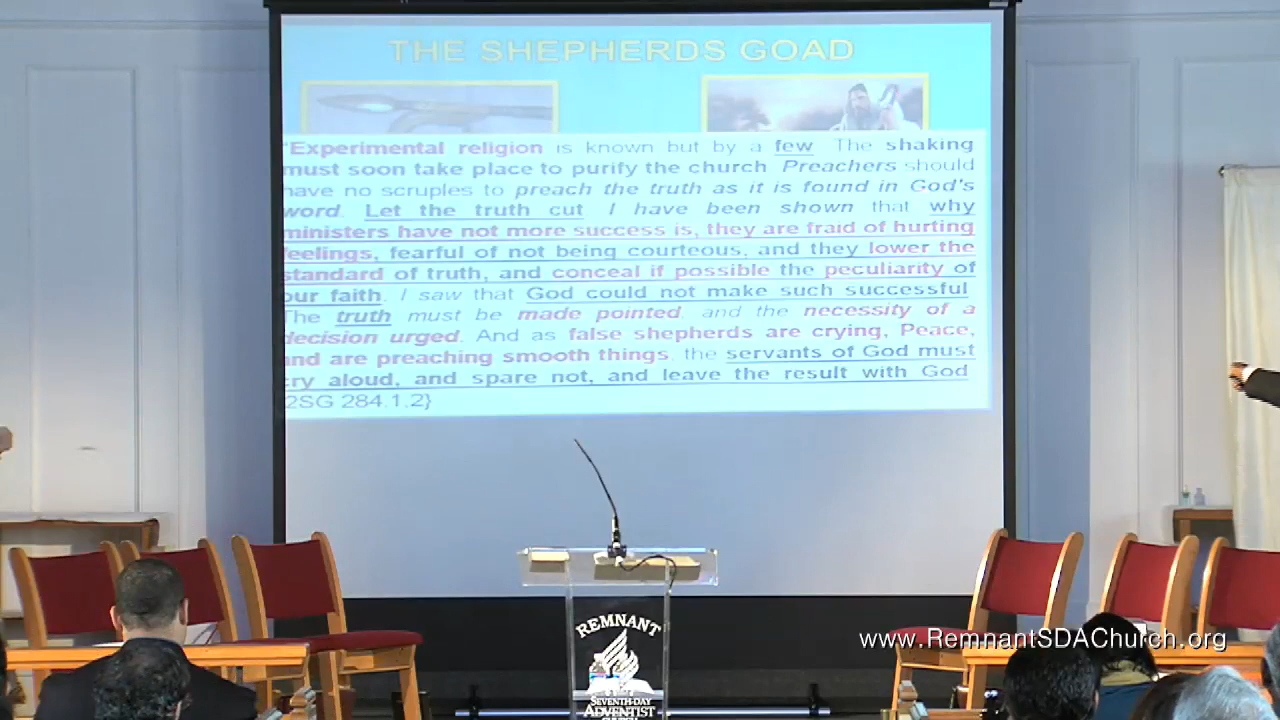 THE SHEPHERDS GOAD
"Experimental religion is known but by a few. The shaking
must soon take place to purify the church Preachers should
have no scruples to preach the truth as it is found in God's
word. Let the truth cut. I have been shown that why
ministers have not more success is, they are fraid of hurting
feelings, fearful of not being courteous, and they lower the
standard of truth, and conceal if possible the peculiarity of
our faith. I saw that God could not make such successful
The truth must be made pointed, and the necessity of a
decision urged. And as false shepherds are crying, Peace,
and are preaching smooth things, the servants of God must
cry aloud, and spare not, and leave the result with God
2SG 284.1.2}
REMNANT
SEVENTH-DAY
ADVENTIST
www.RemnantSDAChurch.org